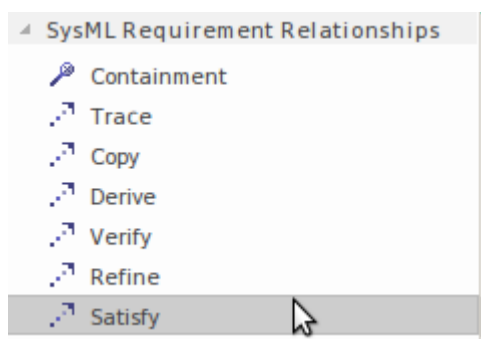 SysML Requirement Relationships
Containment
Trace
Copy
Derive
Verify
Refine
Satisfy